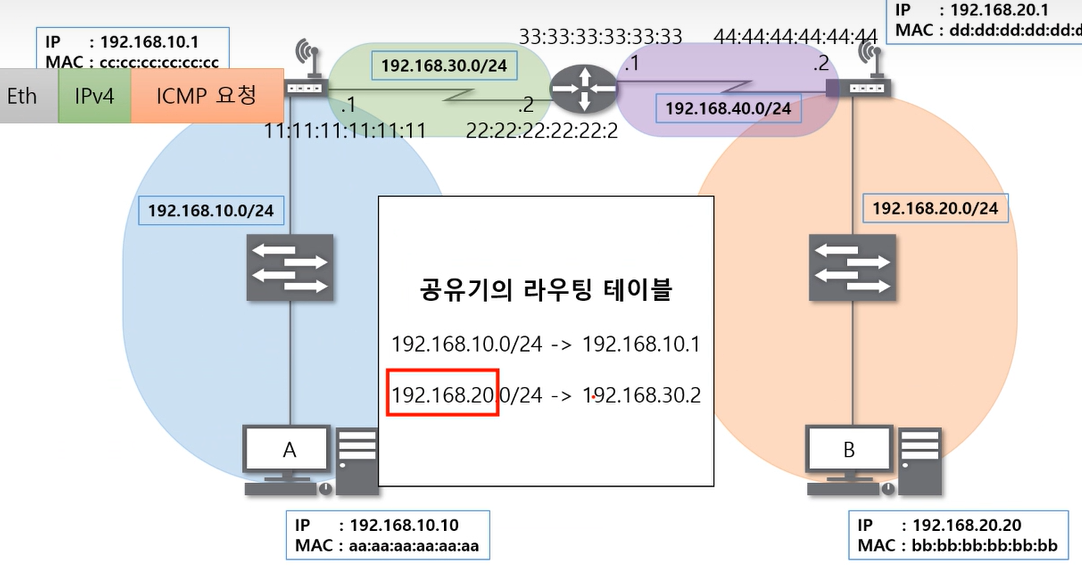 IP : 192.168.10.1
MAC : cc:cc:cc:cc:cc:cc
IP : 192.168.20.1
MAC : dd:dd:dd:dd:dd:d
33:33:33:33:33:33
44:44:44:44:44:44
192.168.30.0/24
.1
.2
Eth
IPv4
ICMP 요청
.1
.2
192.168.40.0/24
11:11:11:11:11:11
22:22:22:22:22:2
192.168.10.0/24
192.168.20.0/24
공유기의 라우팅 테이블
192.168.10.0/24 -> 192.168.10.1
192.168.20.0/24 -> 192.168.30.2
A
B
IP : 192.168.10.10
MAC : aa:aa:aa:aa:aa:aa
IP : 192.168.20.20
MAC : bb:bb:bb:bb:bb:bb